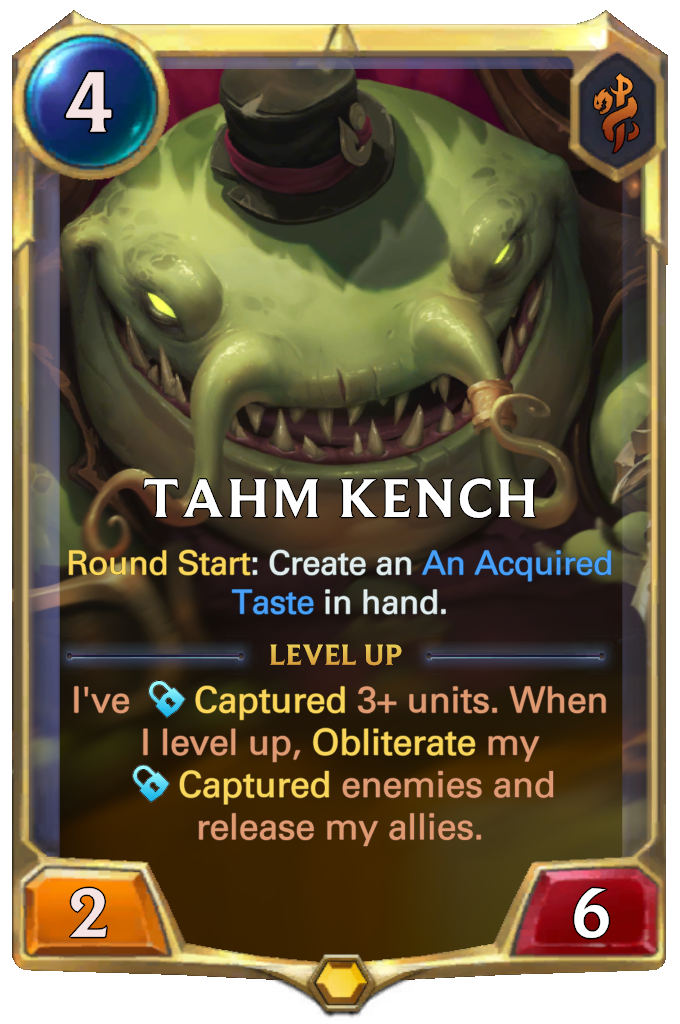 4
TAHM KENCH
Round Start: Create an An Acquired
Taste in hand.
LEVEL UP
I've Captured 3+ units. When
I level up, Obliterate my
Captured enemies and
release my allies.
2
6